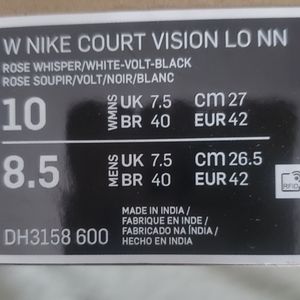 W NIKE COURT VISION LO NN
ROSE WHISPER/WHITE-VOLT-BLACK
ROSE SOUPIR/VOLT/NOIR/BLANC
10 WMNS UK 7.5 CM 27
BR 40 EUR 42
8.5 MENS UK 7.5 CM 26.5
BR 40 EUR 42
MADE IN INDIA /
FABRIQUE EN INDE /
FABRICADO NA ÍNDIA /
HECHO EN INDIA
DH3158 600
RFID